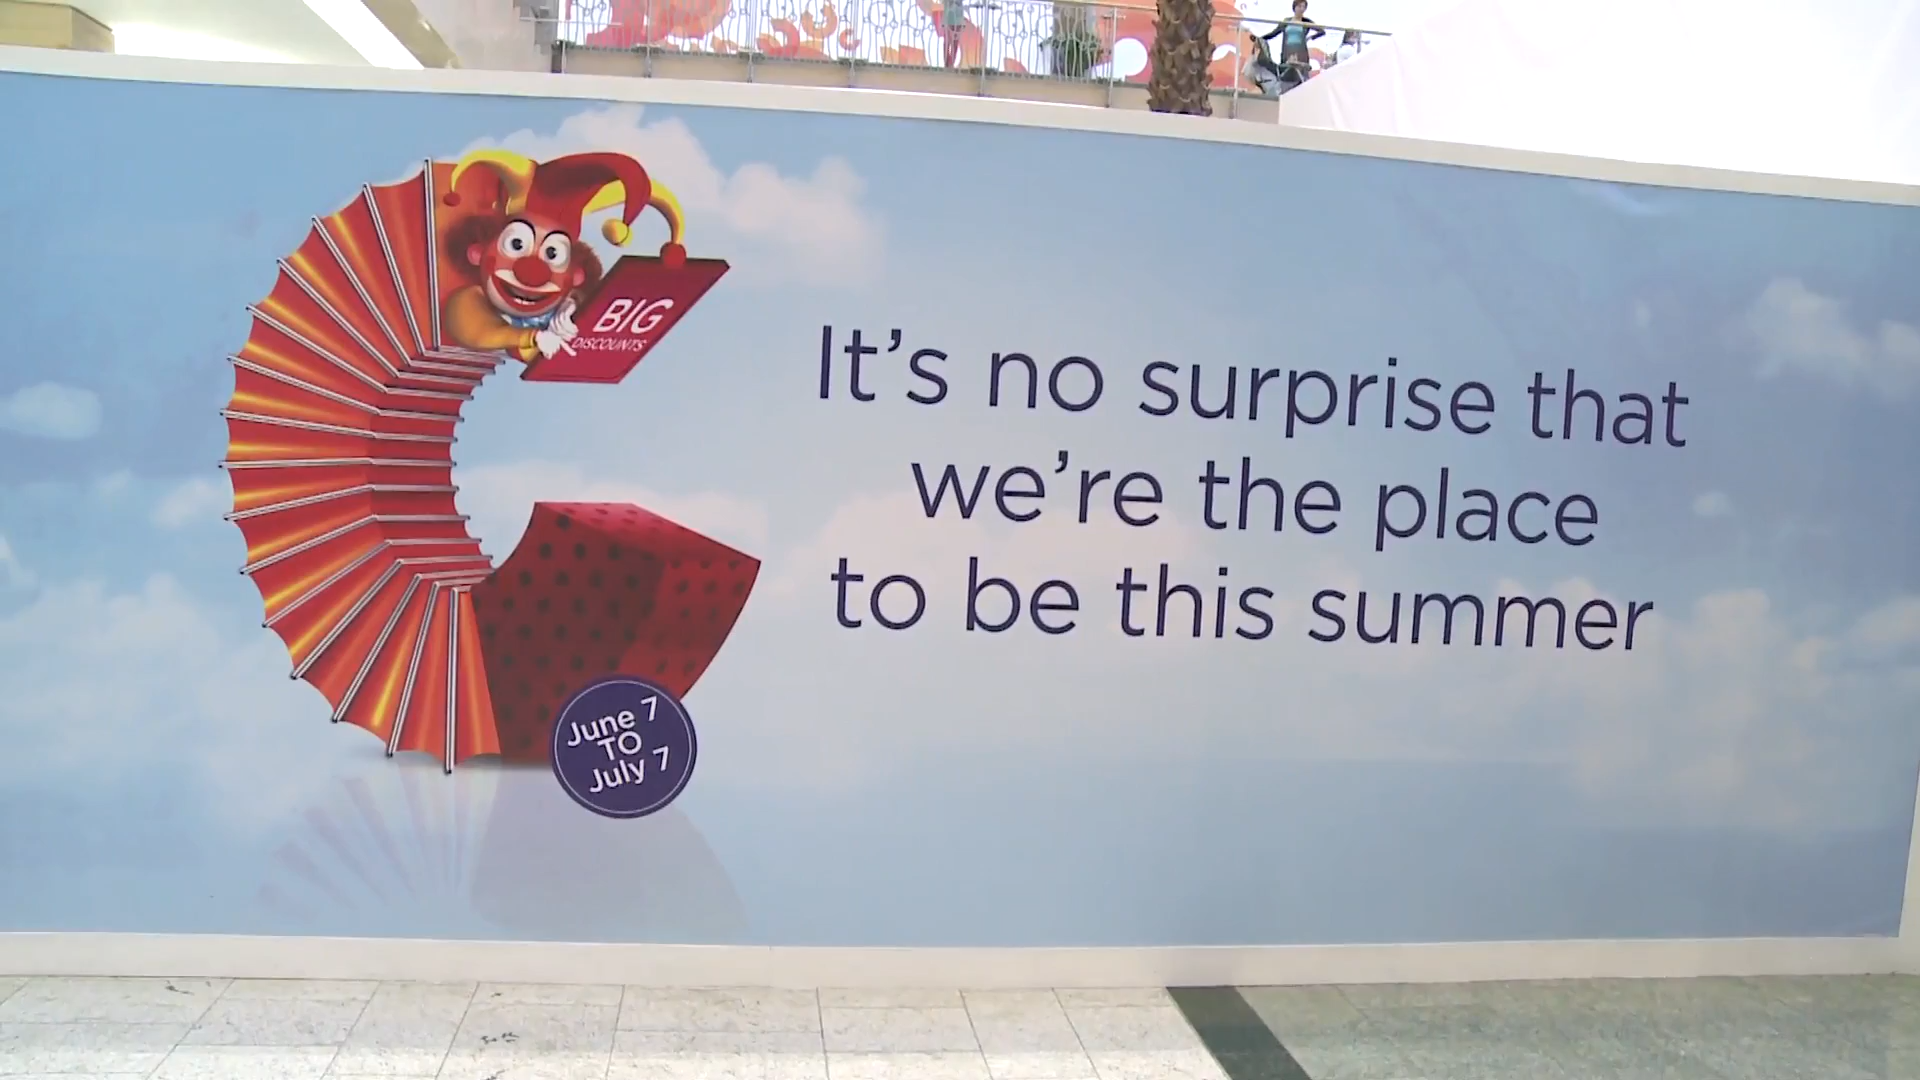 BIG
DISCOUNTS
It's no surprise that
we're the place
to be this summer
June 7
TO
July 7